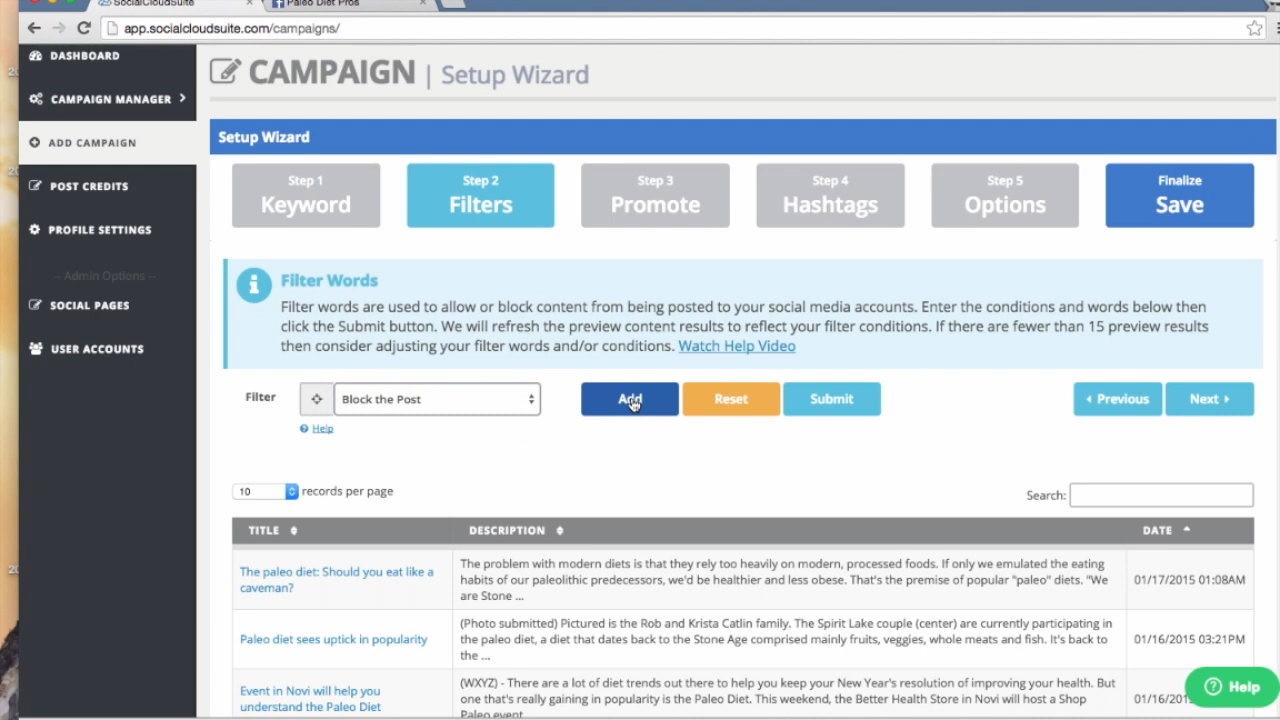 SocialCloudSuite
Paleo Diet Pros
app.socialcloudsuite.com/campaigns/
DASHBOARD
CAMPAIGN MANAGER
ADD CAMPAIGN
POST CREDITS
PROFILE SETTINGS
-- Admin Options --
SOCIAL PAGES
USER ACCOUNTS
CAMPAIGN | Setup Wizard
Setup Wizard
Step 1
Keyword
Step 2
Filters
Step 3
Promote
Step 4
Hashtags
Step 5
Options
Finalize
Save
Filter Words
Filter words are used to allow or block content from being posted to your social media accounts. Enter the conditions and words below then
click the Submit button. We will refresh the preview content results to reflect your filter conditions. If there are fewer than 15 preview results
then consider adjusting your filter words and/or conditions. Watch Help Video
Filter
Block the Post
Add
Reset
Submit
Previous
Next
Help
10 records per page
Search:
TITLE DESCRIPTION DATE
The paleo diet: Should you eat like a
caveman?
The problem with modern diets is that they rely too heavily on modern, processed foods. If only we emulated the eating
habits of our paleolithic predecessors, we'd be healthier and less obese. That's the premise of popular "paleo" diets. "We
are Stone ...
01/17/2015 01:08AM
Paleo diet sees uptick in popularity
(Photo submitted) Pictured is the Rob and Krista Catlin family. The Spirit Lake couple (center) are currently participating in
the paleo diet, a diet that dates back to the Stone Age comprised mainly fruits, veggies, whole meats and fish. It's back to
the ...
01/16/2015 03:21PM
Event in Novi will help you
understand the Paleo Diet
(WXYZ) - There are a lot of diet trends out there to help you keep your New Year's resolution of improving your health. But
one that's really gaining in popularity is the Paleo Diet. This weekend, the Better Health Store in Novi will host a Shop
Paleo event
01/16/20
Help